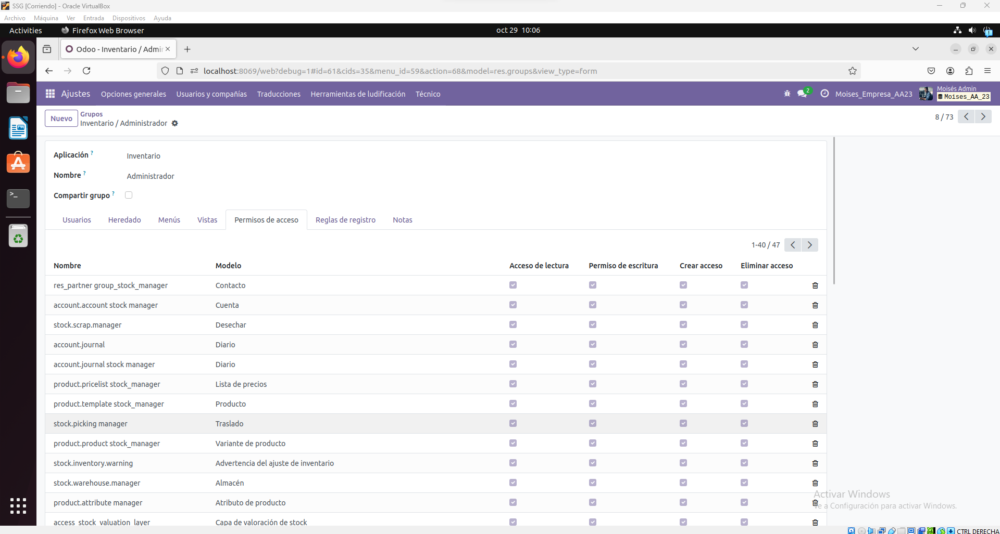 SSG [Corriendo] - Oracle VirtualBox
Archivo Máquina Ver Entrada Dispositivos Ayuda
Activities Firefox Web Browser oct 29 10:06
Odoo - Inventario / Admi
localhost:8069/web?debug=1#id=61&cids=35&menu_id=59&action=68&model=res.groups&view_type=form
Ajustes Opciones generales Usuarios y compañías Traducciones Herramientas de ludificación Técnico 2 Moises_Empresa_AA23 Moisés Admin
Moises_AA_23
Nuevo Grupos
Inventario / Administrador 8 / 73
Aplicación ? Inventario
Nombre ? Administrador
Compartir grupo ?
Usuarios Heredado Menús Vistas Permisos de acceso Reglas de registro Notas
1-40 / 47
Nombre Modelo Acceso de lectura Permiso de escritura Crear acceso Eliminar acceso
res_partner group_stock_manager Contacto
account.account stock manager Cuenta
stock.scrap.manager Desechar
account.journal Diario
account.journal stock manager Diario
product.pricelist stock_manager Lista de precios
product.template stock_manager Producto
stock.picking manager Traslado
product.product stock_manager Variante de producto
stock.inventory.warning Advertencia del ajuste de inventario
stock.warehouse.manager Almacén
product.attribute manager Atributo de producto
access_stock_valuation_layer Capa de valoración de stock
Activar Windows
Ve a Configuración para activar Windows.
CTRL DERECHA